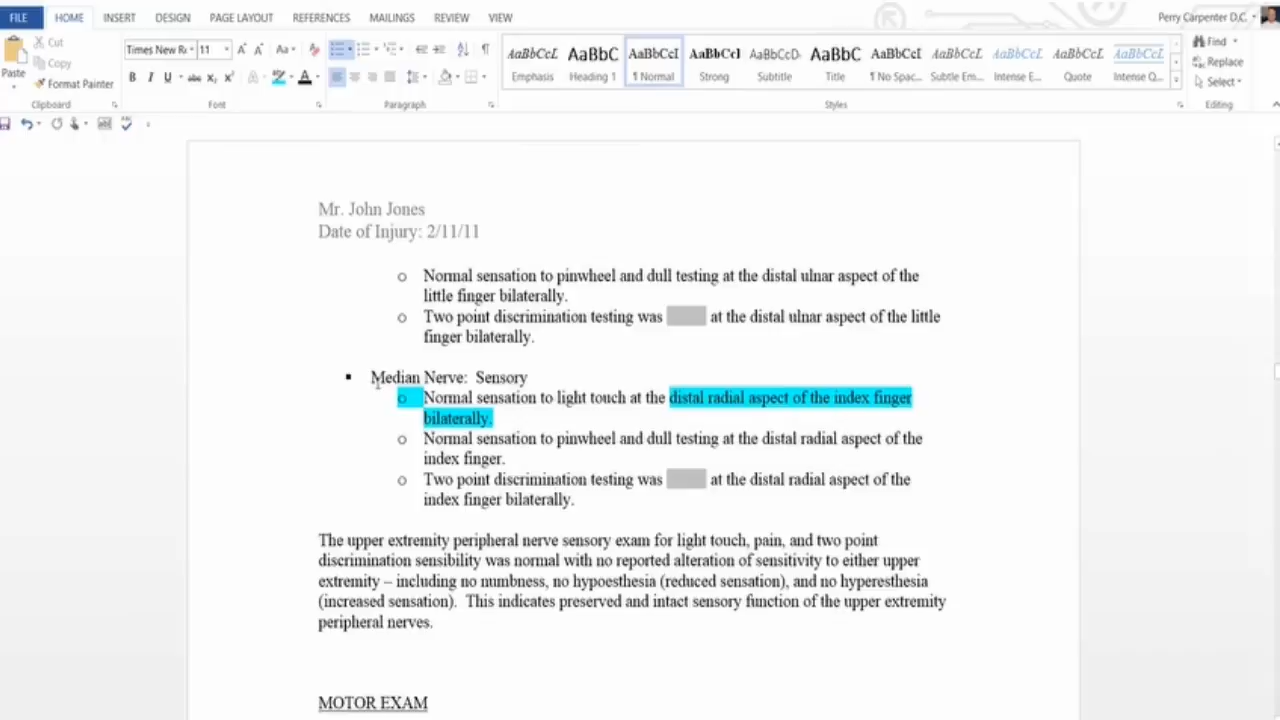 FILE HOME INSERT DESIGN PAGE LAYOUT REFERENCES MAILINGS REVIEW VIEW Perry Carpenter D.C.
Cut
Copy
Paste Format Painter
Times New R 11
AaBbCcL AaBbC AaBbCcI AaBbCcI AaBbCcD AaBbC AaBbCcI AaBbCcL AaBbCcL AaBbCcL AaBbCcL
Emphasis Heading 1 ¶ Normal Strong Subtitle Title ¶ No Spac... Subtle Em... Intense E... Quote Intense Q...
Find
Replace
Select
Clipboard Font Paragraph Styles Editing
Mr. John Jones
Date of Injury: 2/11/11
o Normal sensation to pinwheel and dull testing at the distal ulnar aspect of the
little finger bilaterally.
o Two point discrimination testing was at the distal ulnar aspect of the little
finger bilaterally.
▪ Median Nerve: Sensory
o Normal sensation to light touch at the distal radial aspect of the index finger
bilaterally.
o Normal sensation to pinwheel and dull testing at the distal radial aspect of the
index finger.
o Two point discrimination testing was at the distal radial aspect of the
index finger bilaterally.
The upper extremity peripheral nerve sensory exam for light touch, pain, and two point
discrimination sensibility was normal with no reported alteration of sensitivity to either upper
extremity – including no numbness, no hypoesthesia (reduced sensation), and no hyperesthesia
(increased sensation). This indicates preserved and intact sensory function of the upper extremity
peripheral nerves.
MOTOR EXAM